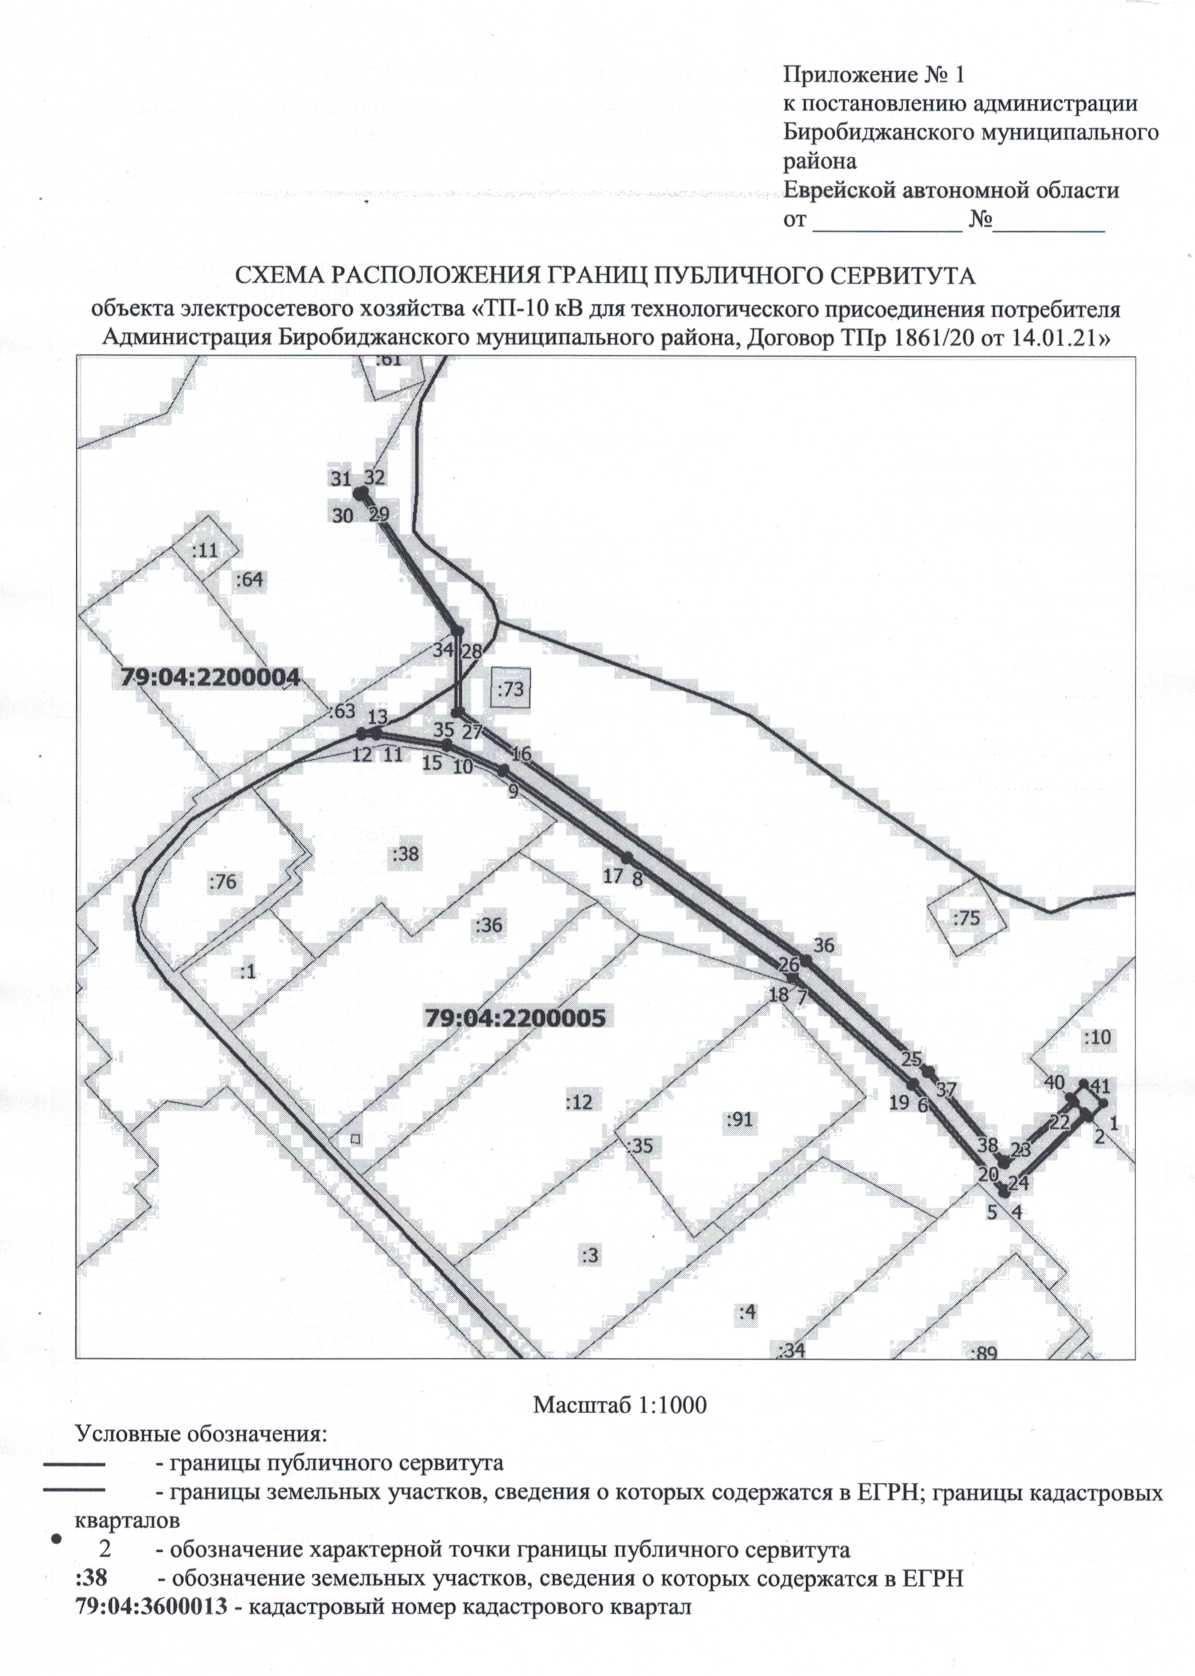 Приложение № 1
к постановлению администрации
Биробиджанского муниципального
района
Еврейской автономной области
от ____________ №_________
СХЕМА РАСПОЛОЖЕНИЯ ГРАНИЦ ПУБЛИЧНОГО СЕРВИТУТА
объекта электросетевого хозяйства «ТП-10 кВ для технологического присоединения потребителя
Администрация Биробиджанского муниципального района, Договор ТПр 1861/20 от 14.01.21»
:61
31 32
30 29
:11
:64
34 28
79:04:2200004
:73
:63 13
35 27
12 11 15 10 16
9
:38
17 8
:76
:75
:36
36
26
:1
18 7
79:04:2200005
:10
25
40 37 41
19 6
:12
:91
22 1
2
:35
38 23
20 24
5 4
:3
:4
:34
:89
Масштаб 1:1000
Условные обозначения:
- границы публичного сервитута
- границы земельных участков, сведения о которых содержатся в ЕГРН; границы кадастровых
кварталов
2 - обозначение характерной точки границы публичного сервитута
:38 - обозначение земельных участков, сведения о которых содержатся в ЕГРН
79:04:3600013 - кадастровый номер кадастрового квартал